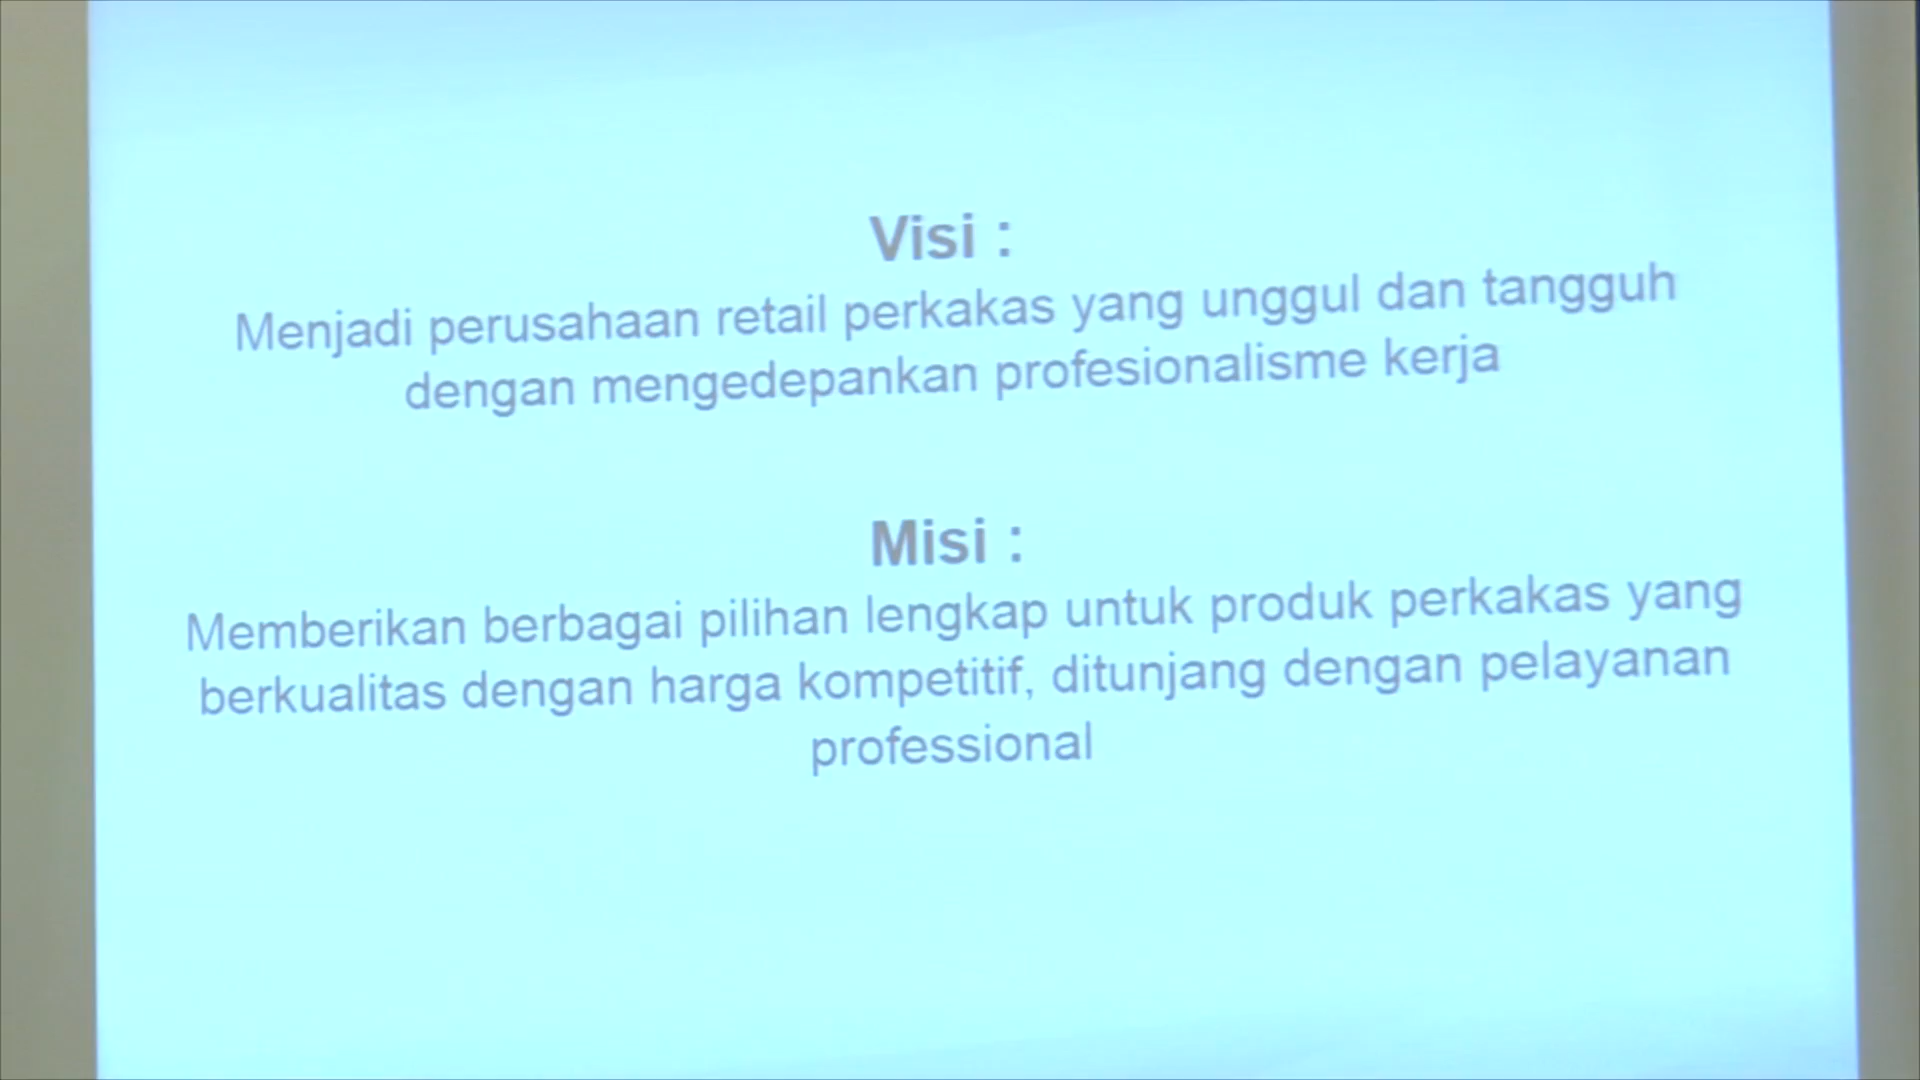 Visi :
Menjadi perusahaan retail perkakas yang unggul dan tangguh
dengan mengedepankan profesionalisme kerja
Misi :
Memberikan berbagai pilihan lengkap untuk produk perkakas yang
berkualitas dengan harga kompetitif, ditunjang dengan pelayanan
professional